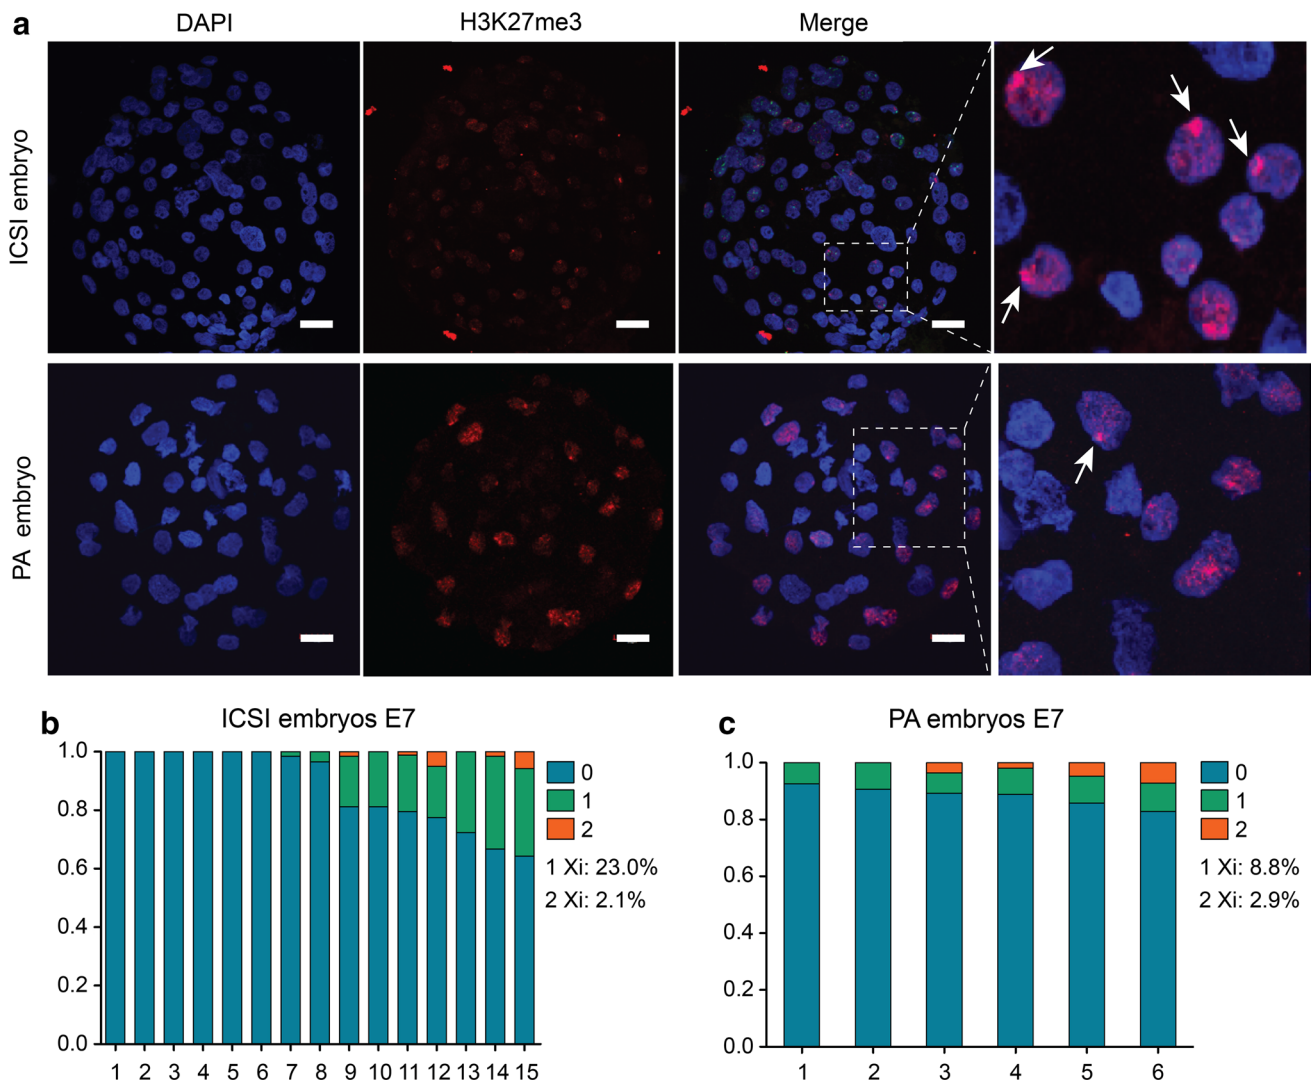 a
DAPI H3K27me3 Merge
ICSI embryo
PA embryo
b
ICSI embryos E7
1.0
0.8
0.6
0.4
0.2
0.0
1 2 3 4 5 6 7 8 9 10 11 12 13 14 15
0
1
2
1 Xi: 23.0%
2 Xi: 2.1%
c
PA embryos E7
1.0
0.8
0.6
0.4
0.2
0.0
1 2 3 4 5 6
0
1
2
1 Xi: 8.8%
2 Xi: 2.9%